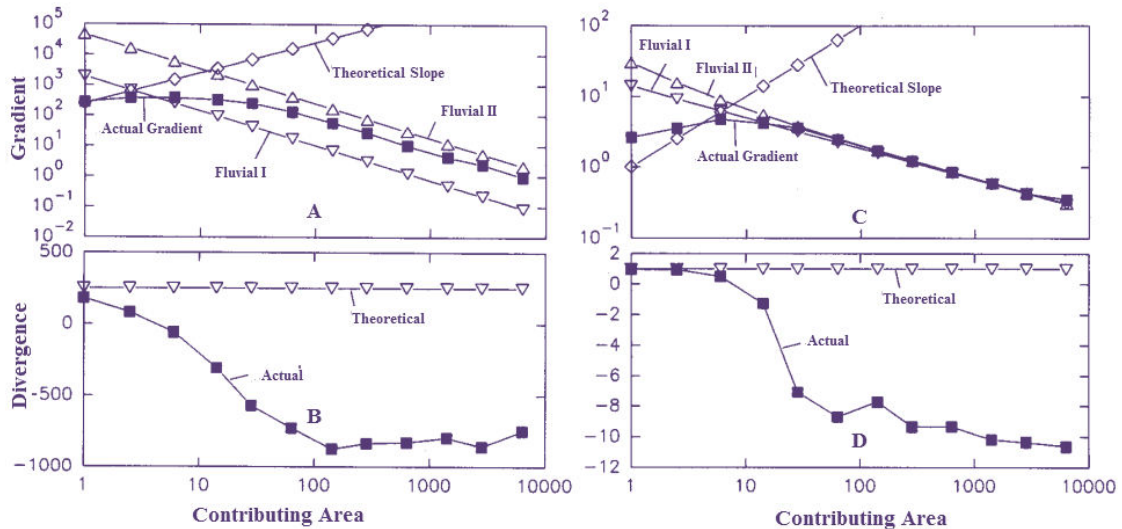 10^5
10^4
10^3
10^2
10^1
10^0
10^-1
10^-2
Gradient
Theoretical Slope
Fluvial II
Actual Gradient
Fluvial I
A
500
0
-500
-1000
Divergence
Theoretical
Actual
B
1 10 100 1000 10000
Contributing Area
10^2
10^1
10^0
10^-1
Fluvial I
Fluvial II
Theoretical Slope
Actual Gradient
C
2
0
-2
-4
-6
-8
-10
-12
Theoretical
Actual
D
1 10 100 1000 10000
Contributing Area